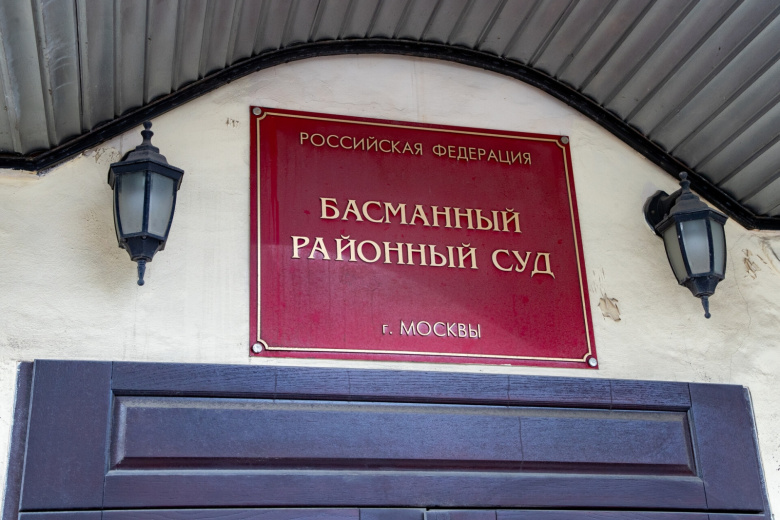 РОССИЙСКАЯ ФЕДЕРАЦИЯ
БАСМАННЫЙ
РАЙОННЫЙ СУД
г. МОСКВЫ